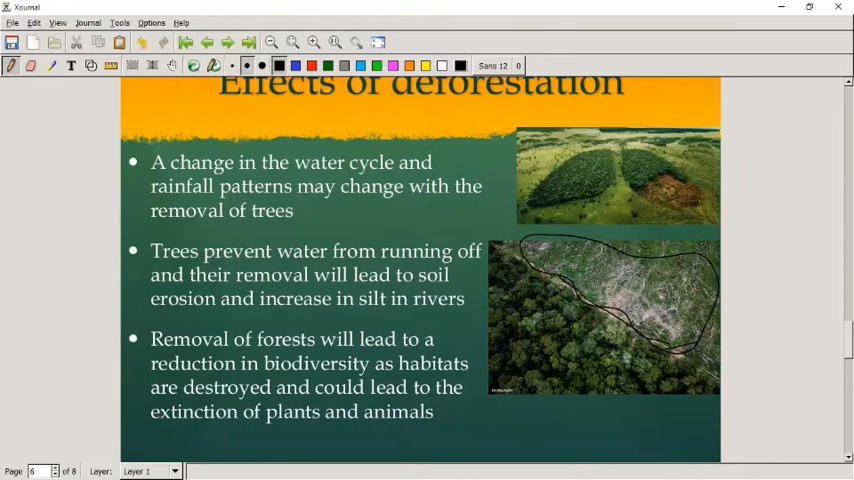 Xournal
File Edit View Journal Tools Options Help
Sans 12 0
Effects of deforestation
A change in the water cycle and
rainfall patterns may change with the
removal of trees
Trees prevent water from running off
and their removal will lead to soil
erosion and increase in silt in rivers
Removal of forests will lead to a
reduction in biodiversity as habitats
are destroyed and could lead to the
extinction of plants and animals
Page 6 of 8 Layer: Layer 1